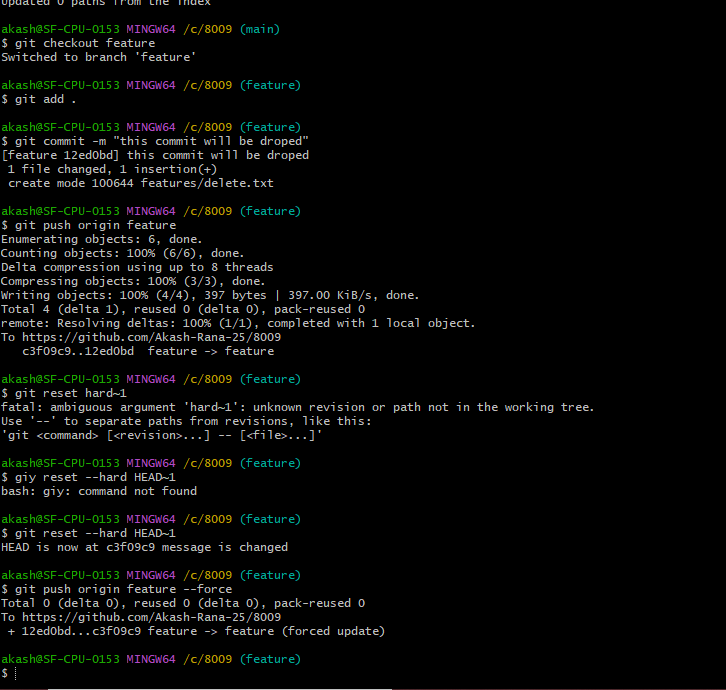 Updated 0 paths from the index
akash@SF-CPU-0153 MINGW64 /c/8009 (main)
$ git checkout feature
Switched to branch 'feature'
akash@SF-CPU-0153 MINGW64 /c/8009 (feature)
$ git add .
akash@SF-CPU-0153 MINGW64 /c/8009 (feature)
$ git commit -m "this commit will be droped"
[feature 12ed0bd] this commit will be droped
 1 file changed, 1 insertion(+)
 create mode 100644 features/delete.txt
akash@SF-CPU-0153 MINGW64 /c/8009 (feature)
$ git push origin feature
Enumerating objects: 6, done.
Counting objects: 100% (6/6), done.
Delta compression using up to 8 threads
Compressing objects: 100% (3/3), done.
Writing objects: 100% (4/4), 397 bytes | 397.00 KiB/s, done.
Total 4 (delta 1), reused 0 (delta 0), pack-reused 0
remote: Resolving deltas: 100% (1/1), completed with 1 local object.
To https://github.com/Akash-Rana-25/8009
   c3f09c9..12ed0bd  feature -> feature
akash@SF-CPU-0153 MINGW64 /c/8009 (feature)
$ git reset hard~1
fatal: ambiguous argument 'hard~1': unknown revision or path not in the working tree.
Use '--' to separate paths from revisions, like this:
'git <command> [<revision>...] -- [<file>...]'
akash@SF-CPU-0153 MINGW64 /c/8009 (feature)
$ giy reset --hard HEAD~1
bash: giy: command not found
akash@SF-CPU-0153 MINGW64 /c/8009 (feature)
$ git reset --hard HEAD~1
HEAD is now at c3f09c9 message is changed
akash@SF-CPU-0153 MINGW64 /c/8009 (feature)
$ git push origin feature --force
Total 0 (delta 0), reused 0 (delta 0), pack-reused 0
To https://github.com/Akash-Rana-25/8009
 + 12ed0bd...c3f09c9 feature -> feature (forced update)
akash@SF-CPU-0153 MINGW64 /c/8009 (feature)
$